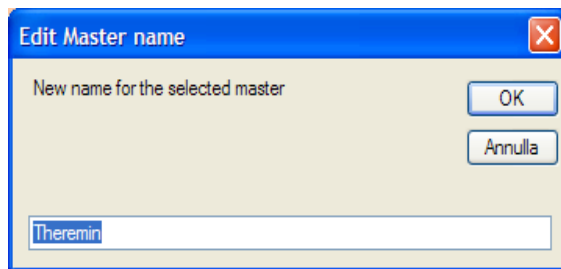 Edit Master name
New name for the selected master
OK
Annulla
Theremin